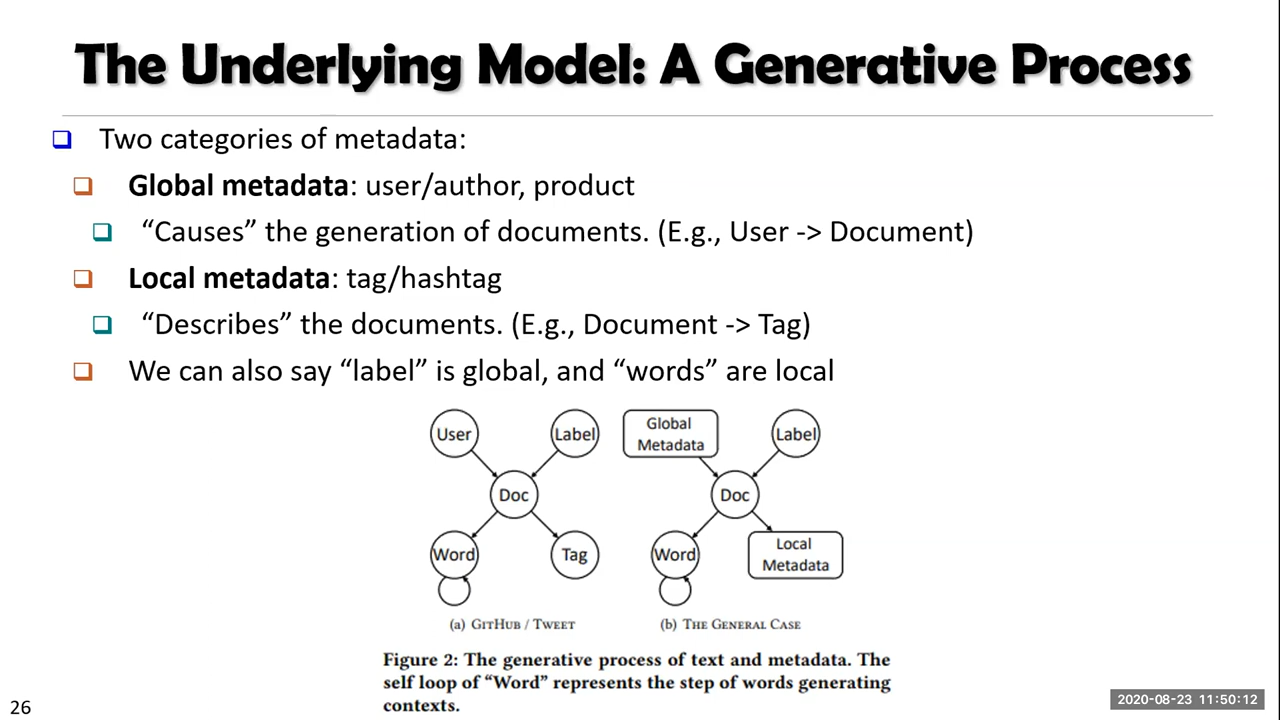 The Underlying Model: A Generative Process
Two categories of metadata:
Global metadata: user/author, product
“Causes” the generation of documents. (E.g., User -> Document)
Local metadata: tag/hashtag
“Describes” the documents. (E.g., Document -> Tag)
We can also say “label” is global, and “words” are local
User
Label
Doc
Word
Tag
(a) GitHub / Tweet
Global
Metadata
Label
Doc
Word
Local
Metadata
(b) The General Case
Figure 2: The generative process of text and metadata. The
self loop of “Word” represents the step of words generating
contexts.
26
2020-08-23 11:50:12